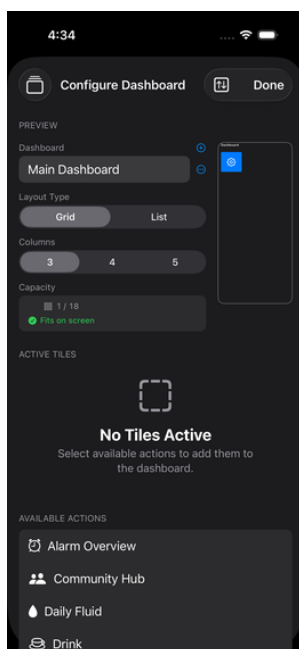 4:34
Configure Dashboard
Done
PREVIEW
Dashboard
Main Dashboard
Dashboard
Layout Type
Grid
List
Columns
3
4
5
Capacity
1 / 18
Fits on screen
ACTIVE TILES
No Tiles Active
Select available actions to add them to
the dashboard.
AVAILABLE ACTIONS
Alarm Overview
Community Hub
Daily Fluid
Drink